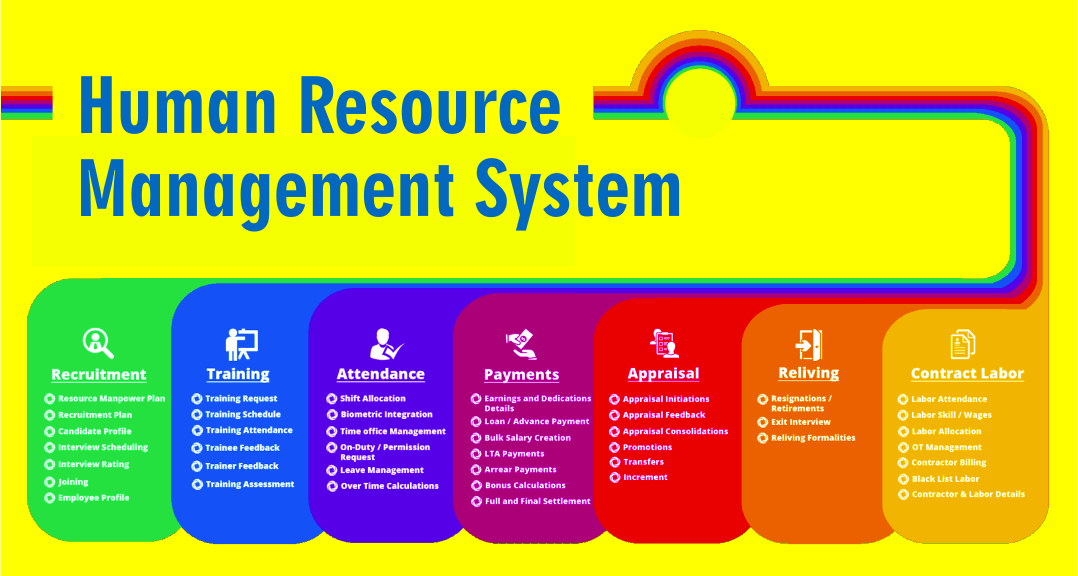 Human Resource
Management System
Recruitment
Resource Manpower Plan
Recruitment Plan
Candidate Profile
Interview Scheduling
Interview Rating
Joining
Employee Profile
Training
Training Request
Training Schedule
Training Attendance
Trainee Feedback
Trainer Feedback
Training Assessment
Attendance
Shift Allocation
Biometric Integration
Time office Management
On-Duty / Permission
Request
Leave Management
Over Time Calculations
Payments
Earnings and Dedications
Details
Loan / Advance Payment
Bulk Salary Creation
LTA Payments
Arrear Payments
Bonus Calculations
Full and Final Settlement
Appraisal
Appraisal Initiations
Appraisal Feedback
Appraisal Consolidations
Promotions
Transfers
Increment
Reliving
Resignations /
Retirements
Exit Interview
Reliving Formalities
Contract Labor
Labor Attendance
Labor Skill / Wages
Labor Allocation
OT Management
Contractor Billing
Black List Labor
Contractor & Labor Details